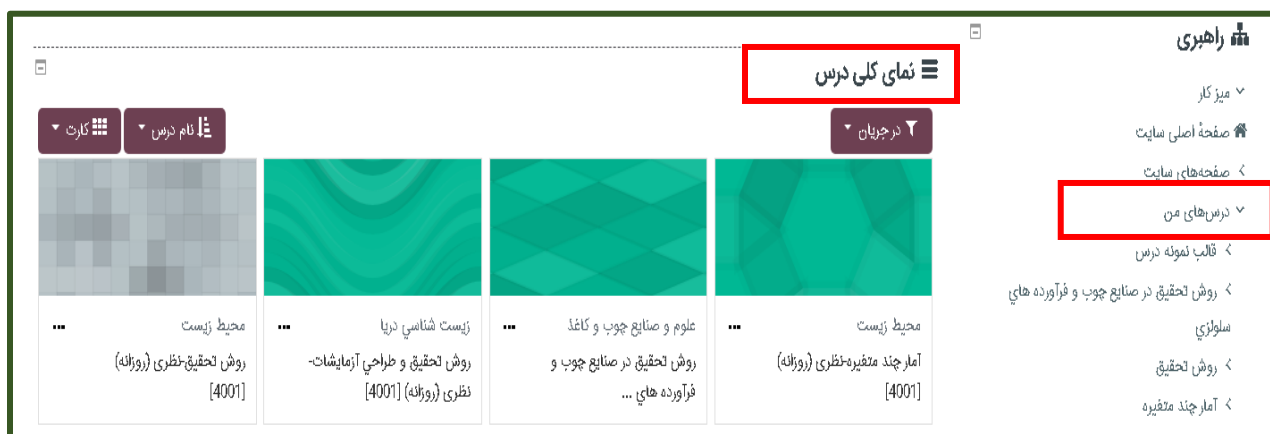 راهبری
میز کار
صفحهٔ اصلی سایت
صفحه‌های سایت
درس‌های من
قالب نمونه درس
روش تحقیق در صنایع چوب و فرآورده هاي
سلولزي
روش تحقیق
آمار چند متغیره
نمای کلی درس
در جریان
نام درس
کارت
محیط زیست
آمار چند متغیره-نظری (روزانه)
[4001]
علوم و صنایع چوب و کاغذ
روش تحقیق در صنایع چوب و
فرآورده هاي ...
زیست شناسي دریا
روش تحقیق و طراحي آزمایشات-
نظری (روزانه) [4001]
محیط زیست
روش تحقیق-نظری (روزانه)
[4001]